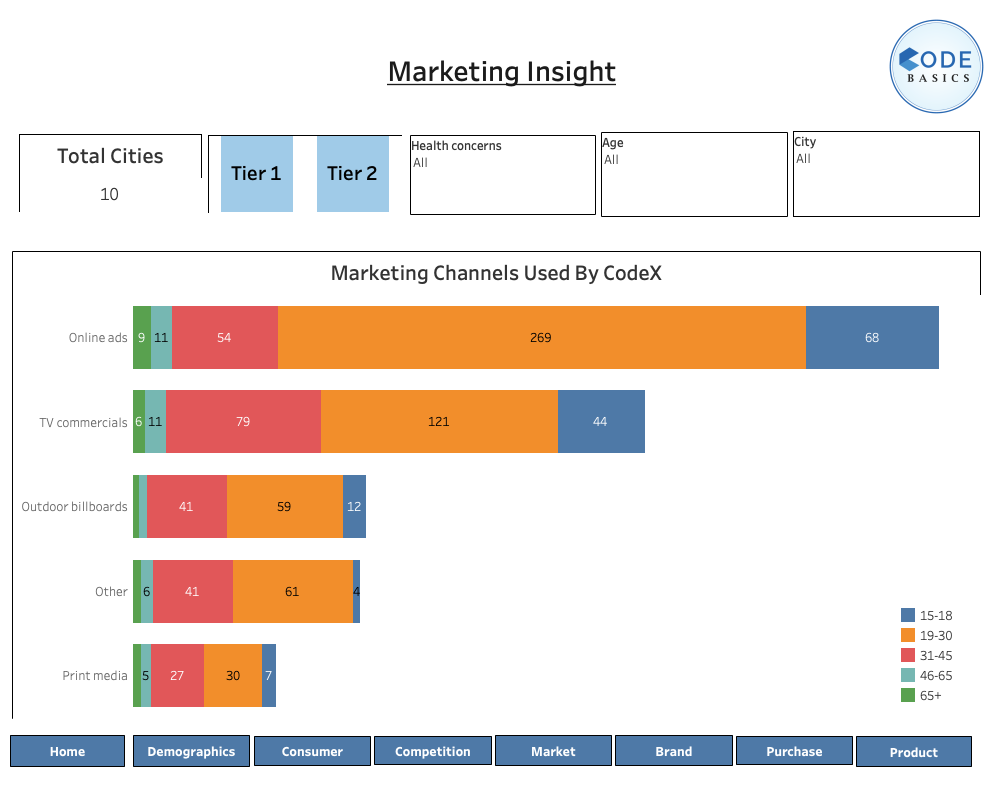 Marketing Insight
CODE
BASICS
Total Cities
10
Tier 1
Tier 2
Health concerns
All
Age
All
City
All
Marketing Channels Used By CodeX
Online ads
9
11
54
269
68
TV commercials
6
11
79
121
44
Outdoor billboards
41
59
12
Other
6
41
61
4
Print media
5
27
30
7
15-18
19-30
31-45
46-65
65+
Home
Demographics
Consumer
Competition
Market
Brand
Purchase
Product